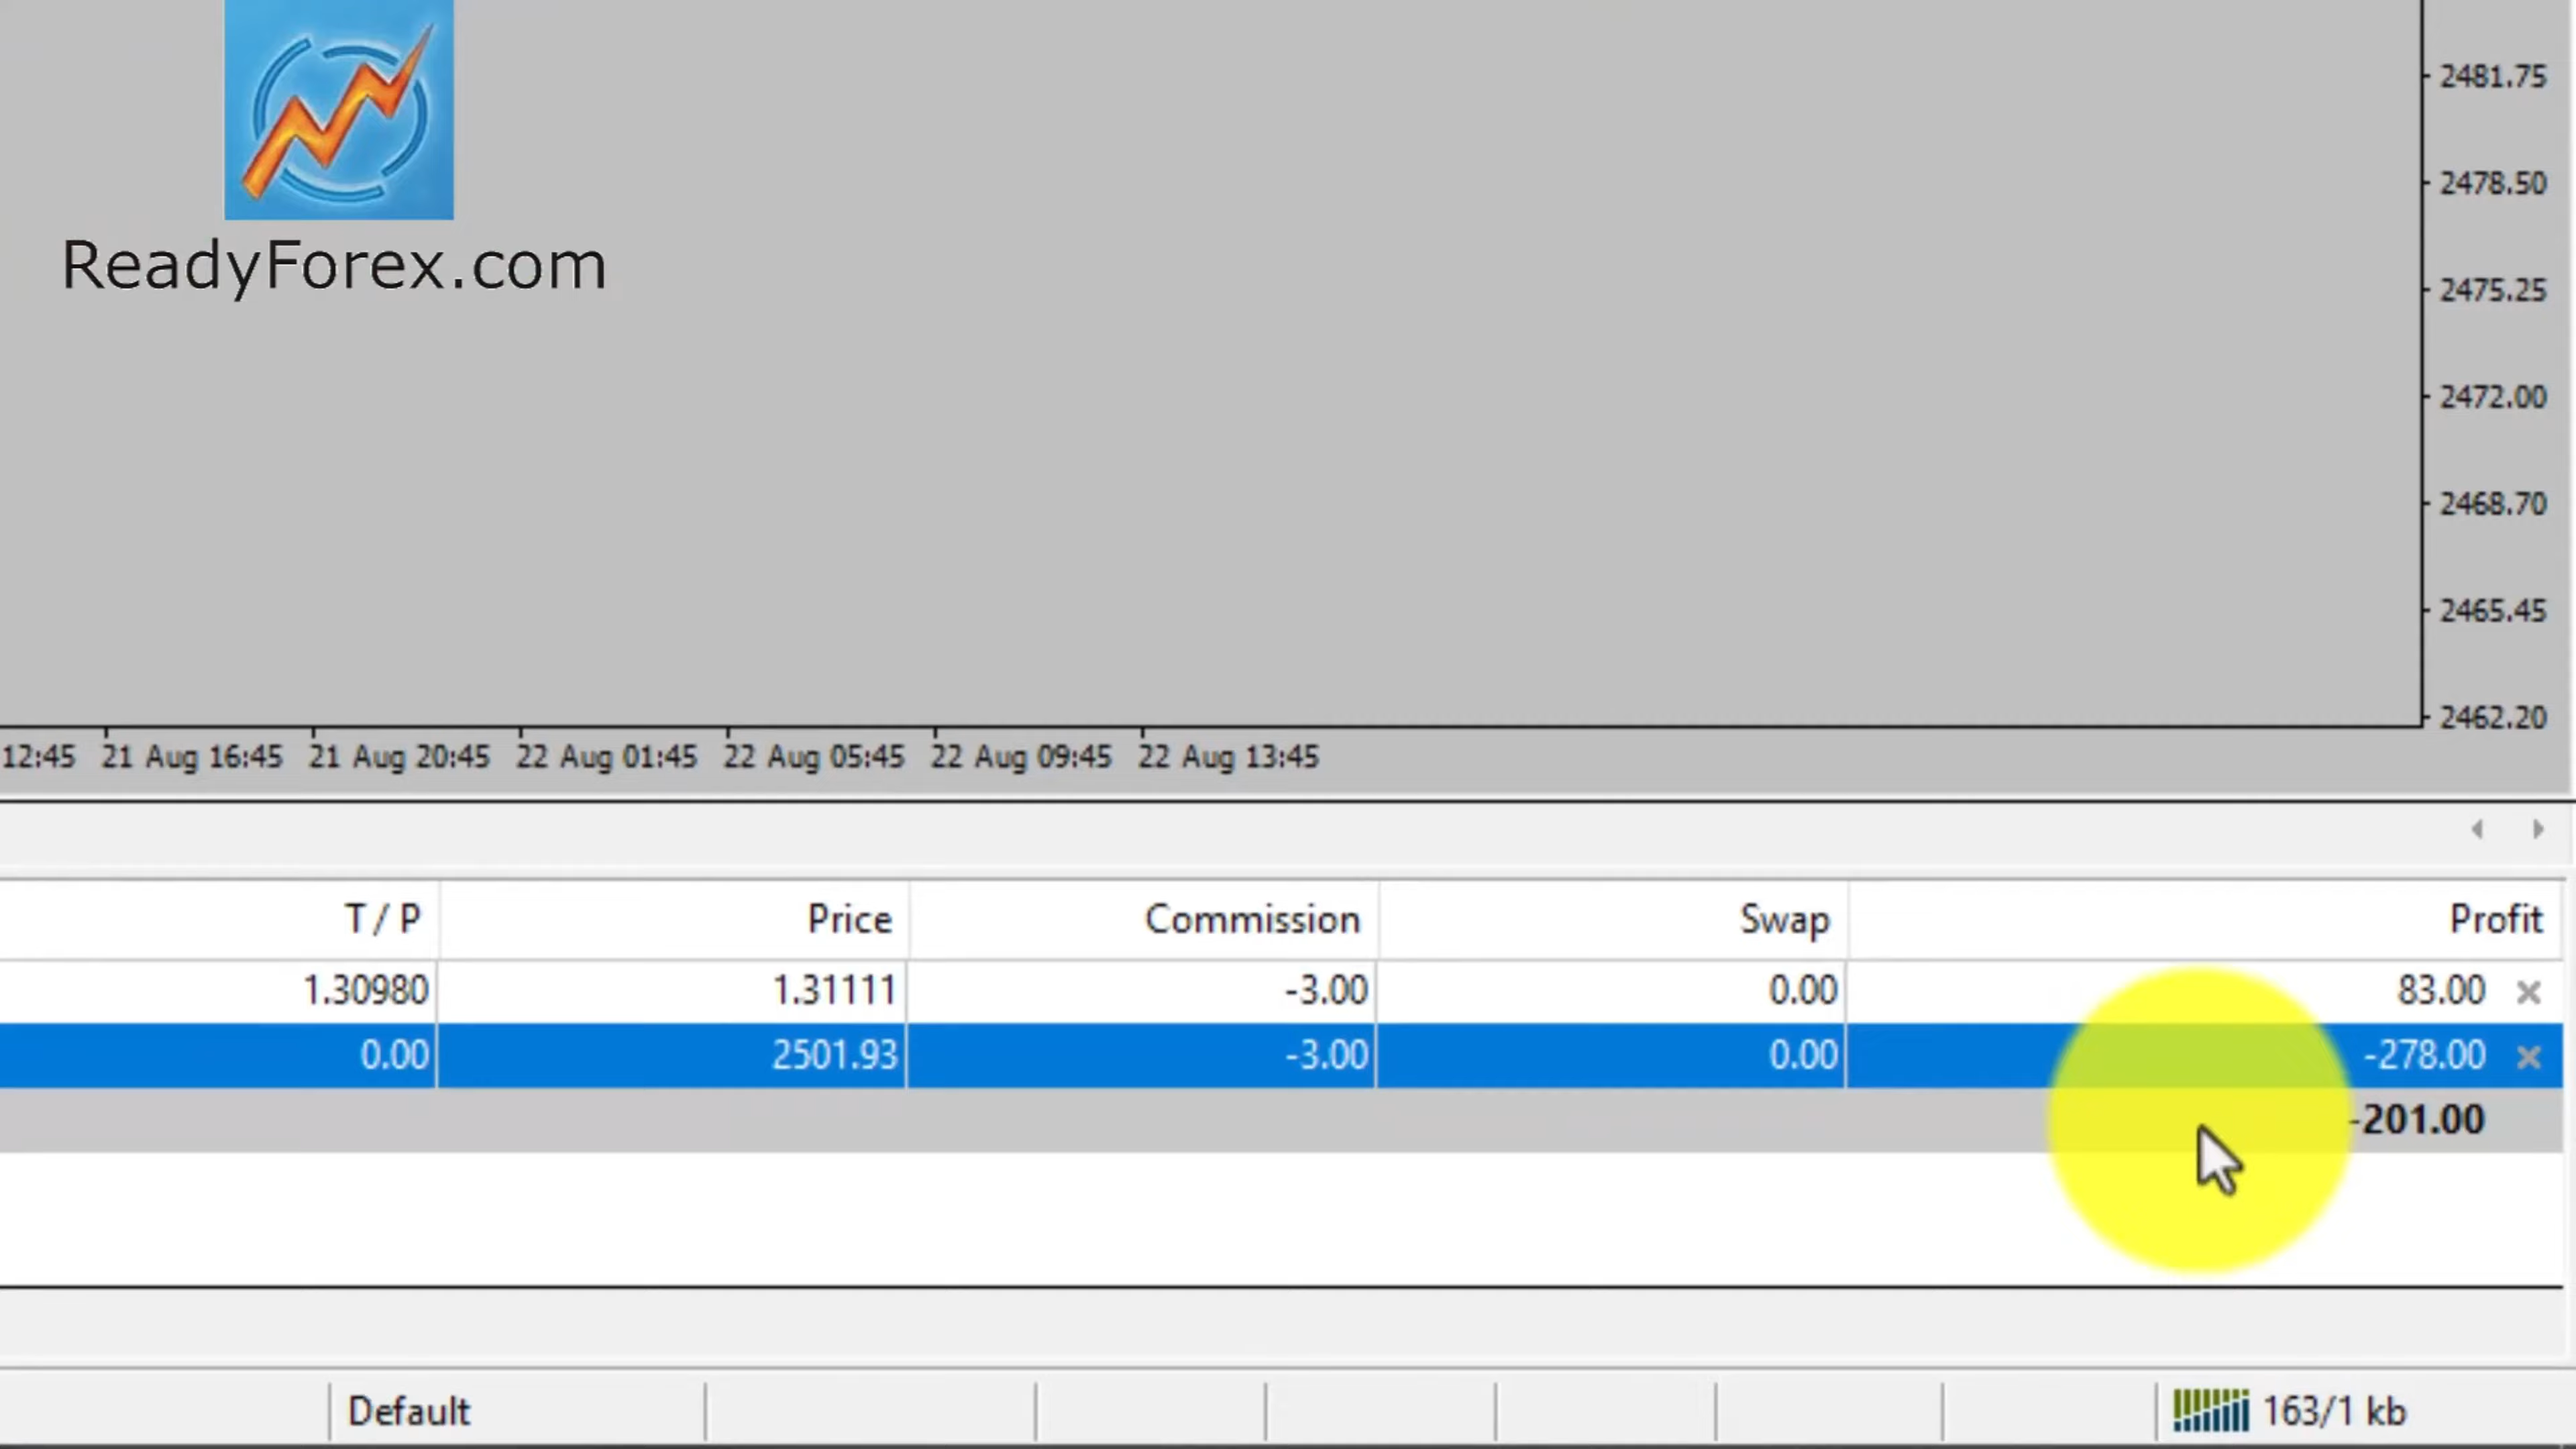 2481.75
ReadyForex.com
2478.50
2475.25
2472.00
2468.70
2465.45
2462.20
12:45 21 Aug 16:45 21 Aug 20:45 22 Aug 01:45 22 Aug 05:45 22 Aug 09:45 22 Aug 13:45
T / P Price Commission Swap Profit
1.30980 1.31111 -3.00 0.00 83.00
0.00 2501.93 -3.00 0.00 -278.00
-201.00
Default 163/1 kb